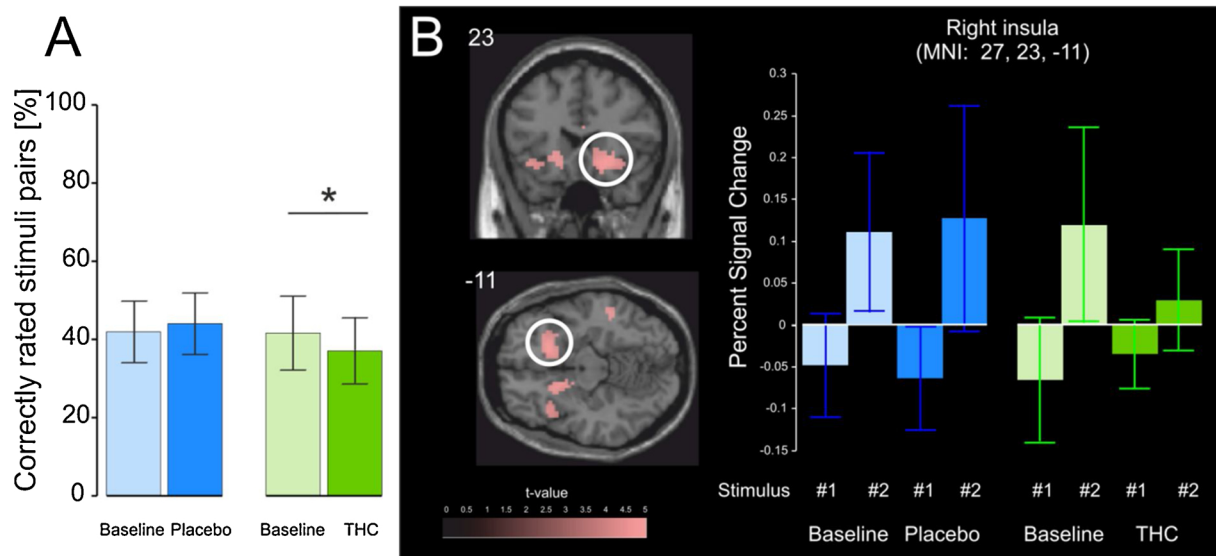 A
Correctly rated stimuli pairs [%]
100
80
60
40
20
0
*
Baseline Placebo Baseline THC
B
23
-11
t-value
0 0.5 1 1.5 2 2.5 3 3.5 4 4.5 5
Right insula
(MNI: 27, 23, -11)
Percent Signal Change
0.3
0.25
0.2
0.15
0.1
0.05
0
-0.05
-0.1
-0.15
Stimulus #1 #2 #1 #2 #1 #2 #1 #2
Baseline Placebo Baseline THC